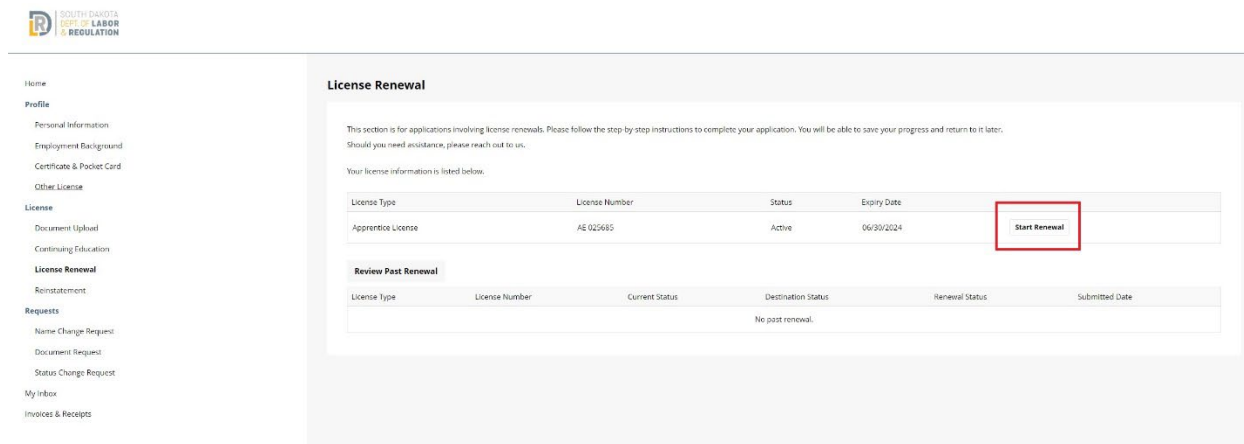 SOUTH DAKOTA
DEPT. OF LABOR
& REGULATION
Home
Profile
Personal Information
Employment Background
Certificate & Pocket Card
Other License
License
Document Upload
Continuing Education
License Renewal
Reinstatement
Requests
Name Change Request
Document Request
Status Change Request
My Inbox
Invoices & Receipts
License Renewal
This section is for applications involving license renewals. Please follow the step-by-step instructions to complete your application. You will be able to save your progress and return to it later.
Should you need assistance, please reach out to us.
Your license information is listed below.
License Type License Number Status Expiry Date
Apprentice License AE 025685 Active 06/30/2024 Start Renewal
Review Past Renewal
License Type License Number Current Status Destination Status Renewal Status Submitted Date
No past renewal.